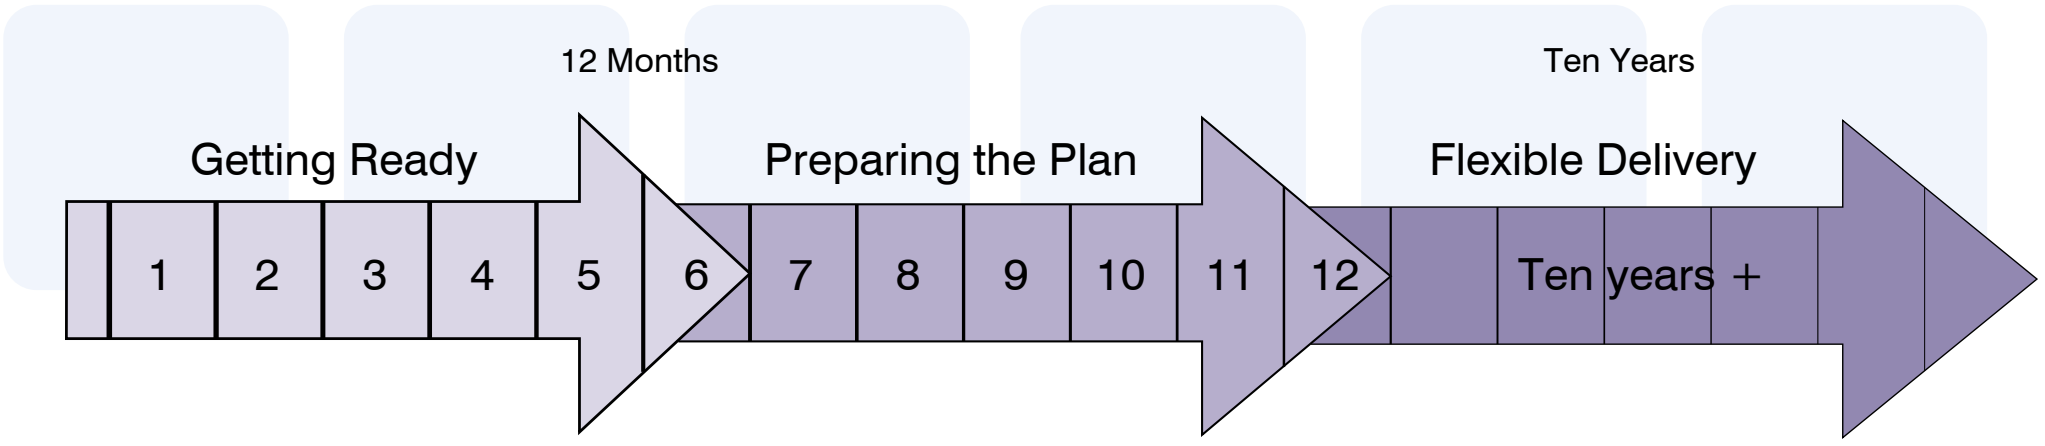 12 Months
Ten Years
Getting Ready
Preparing the Plan
Flexible Delivery
1 2 3 4 5 6 7 8 9 10 11 12 Ten years +